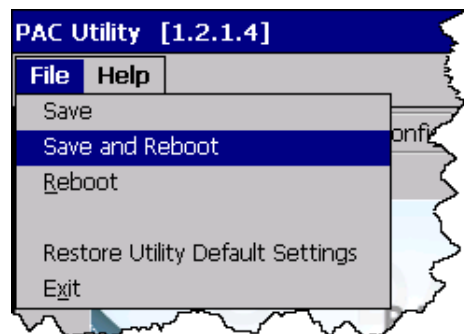 PAC Utility [1.2.1.4]
File Help
Save
Save and Reboot
Reboot
Restore Utility Default Settings
Exit